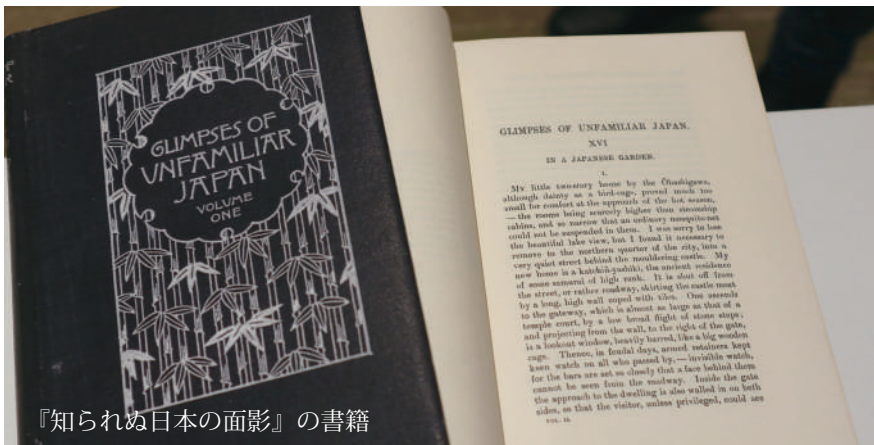 GLIMPSES OF
UNFAMILIAR
JAPAN
VOLUME
ONE
GLIMPSES OF UNFAMILIAR JAPAN.
XVI
IN A JAPANESE GARDEN.
I.
My little two-story house by the Ōhashigawa,
although dainty as a bird-cage, proved much too
small for comfort at the approach of the hot season,
— the rooms being scarcely higher than steamship
cabins, and so narrow that an ordinary mosquito-net
could not be suspended in them. I was sorry to lose
the beautiful lake view, but I found it necessary to
remove to the northern quarter of the city, into a
very quiet street behind the mouldering castle. My
new home is a katchiū-yashiki, the ancient residence
of some samurai of high rank. It is shut off from
the street, or rather roadway, skirting the castle moat
by a long, high wall coped with tiles. One ascends
to the gateway, which is almost as large as that of a
temple court, by a low broad flight of stone steps;
and projecting from the wall, to the right of the gate,
is a lookout window, heavily barred, like a big wooden
cage. Thence, in feudal days, armed retainers kept
keen watch on all who passed by, — invisible watch,
for the bars are set so closely that a face behind them
cannot be seen from the roadway. Inside the gate
the approach to the dwelling is also walled in on both
sides, so that the visitor, unless privileged, could see
VOL. II.
『知られぬ日本の面影』の書籍